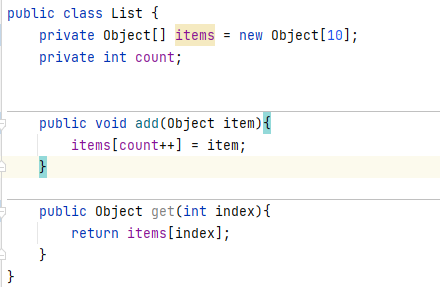 public class List {
    private Object[] items = new Object[10];
    private int count;
    public void add(Object item){
        items[count++] = item;
    }
    public Object get(int index){
        return items[index];
    }
}